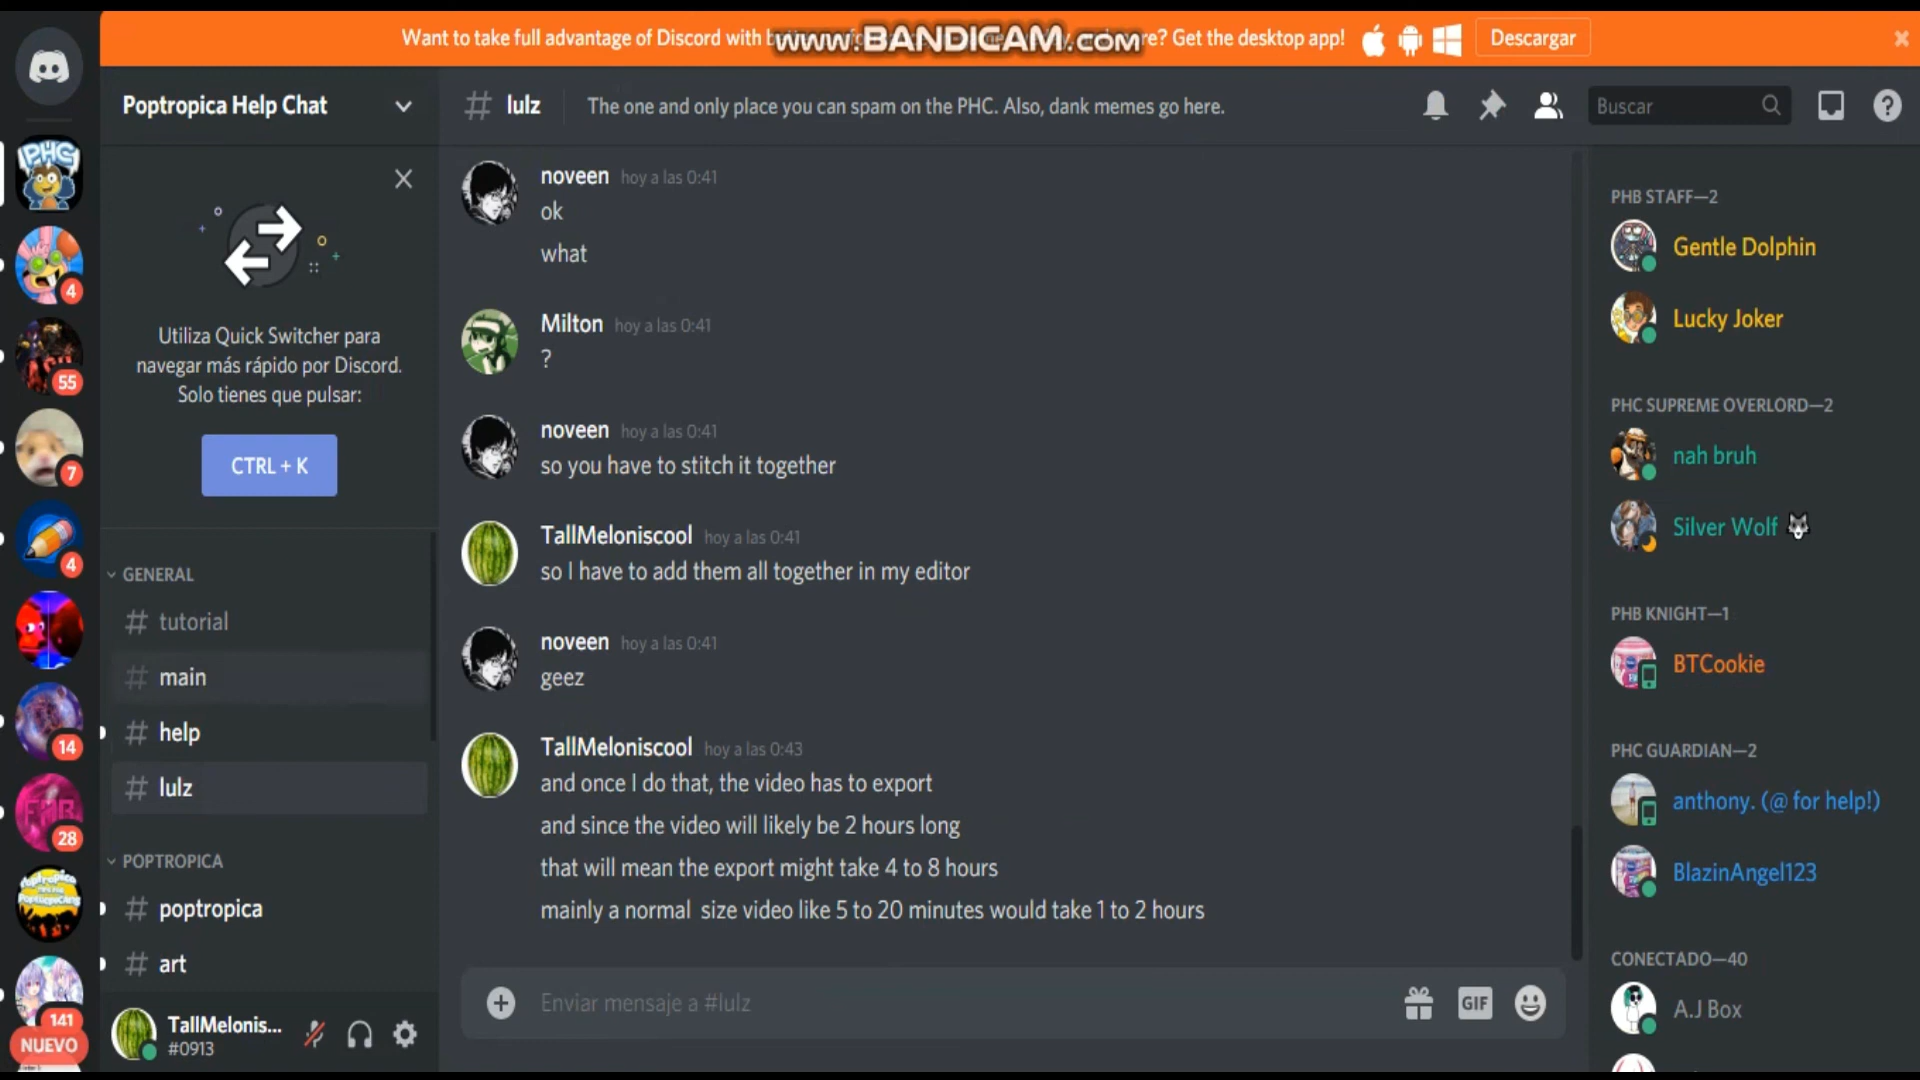 Want to take full advantage of Discord with
www.BANDICAM.com
re? Get the desktop app!
Descargar
Poptropica Help Chat
lulz
The one and only place you can spam on the PHC. Also, dank memes go here.
Buscar
PHC
4
55
7
4
14
28
141
NUEVO
Utiliza Quick Switcher para
navegar más rápido por Discord.
Solo tienes que pulsar:
CTRL + K
GENERAL
# tutorial
# main
# help
# lulz
POPTROPICA
# poptropica
# art
TallMelonis...
#0913
noveen hoy a las 0:41
ok
what
Milton hoy a las 0:41
?
noveen hoy a las 0:41
so you have to stitch it together
TallMeloniscool hoy a las 0:41
so I have to add them all together in my editor
noveen hoy a las 0:41
geez
TallMeloniscool hoy a las 0:43
and once I do that, the video has to export
and since the video will likely be 2 hours long
that will mean the export might take 4 to 8 hours
mainly a normal size video like 5 to 20 minutes would take 1 to 2 hours
Enviar mensaje a #lulz
GIF
PHB STAFF—2
Gentle Dolphin
Lucky Joker
PHC SUPREME OVERLORD—2
nah bruh
Silver Wolf
PHB KNIGHT—1
BTCookie
PHC GUARDIAN—2
anthony. (@ for help!)
BlazinAngel123
CONECTADO—40
A.J Box